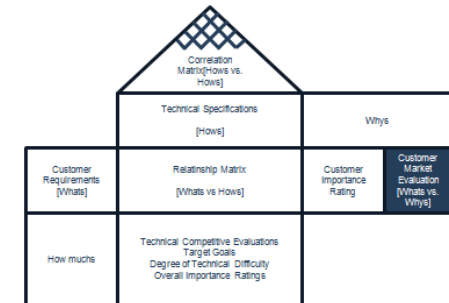 Correlation
Matrix[Hows vs.
Hows]
Technical Specifications
[Hows]
Whys
Customer
Requirements
[Whats]
Relatinship Matrix
[Whats vs Hows]
Customer
Importance
Rating
Customer
Market
Evaluation
[Whats vs.
Whys]
How muchs
Technical Competitive Evaluations
Target Goals
Degree of Technical Difficulty
Overall Importance Ratings